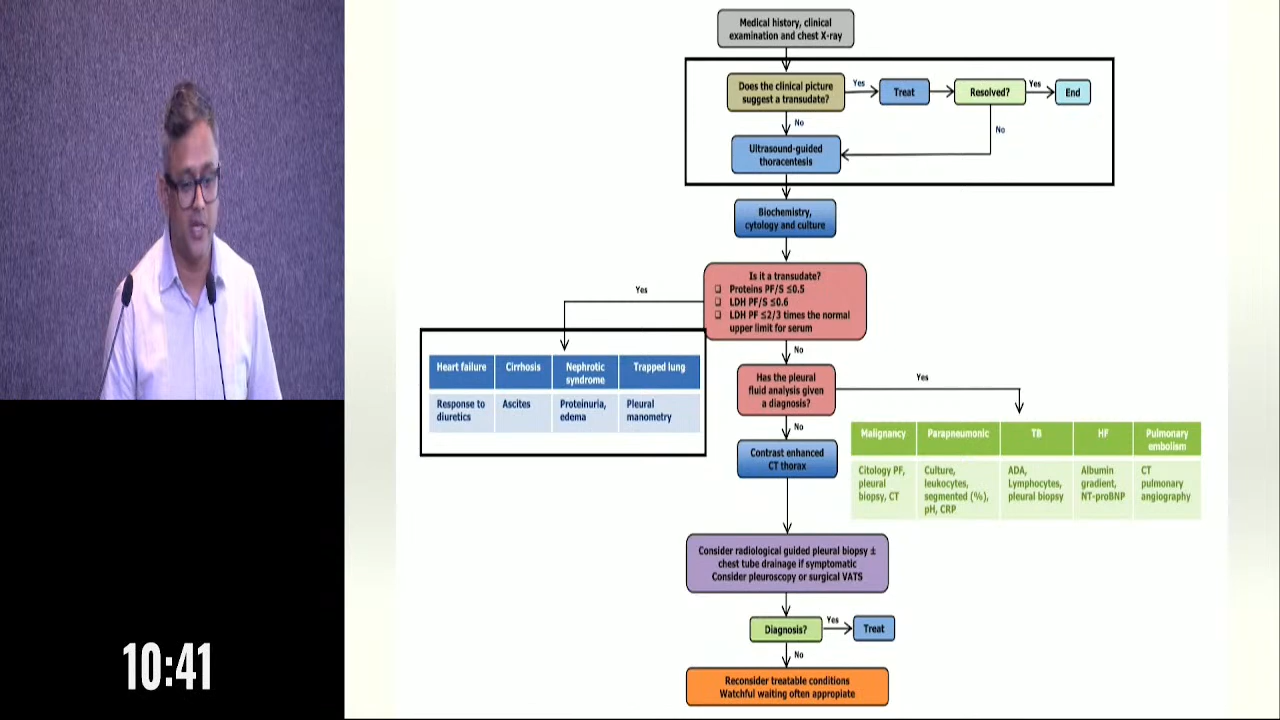 Medical history, clinical
examination and chest X-ray
Does the clinical picture
suggest a transudate?
Yes
Treat
Resolved?
Yes
End
No
No
Ultrasound-guided
thoracentesis
Biochemistry,
cytology and culture
Is it a transudate?
Proteins PF/S ≤0.5
LDH PF/S ≤0.6
LDH PF ≤2/3 times the normal
upper limit for serum
Yes
No
Heart failure
Cirrhosis
Nephrotic
syndrome
Trapped lung
Response to
diuretics
Ascites
Proteinuria,
edema
Pleural
manometry
Has the pleural
fluid analysis given
a diagnosis?
Yes
No
Malignancy
Parapneumonic
TB
HF
Pulmonary
embolism
Citology PF,
pleural
biopsy, CT
Culture,
leukocytes,
segmented (%),
pH, CRP
ADA,
Lymphocytes,
pleural biopsy
Albumin
gradient,
NT-proBNP
CT
pulmonary
angiography
Contrast enhanced
CT thorax
Consider radiological guided pleural biopsy ±
chest tube drainage if symptomatic
Consider pleuroscopy or surgical VATS
Diagnosis?
Yes
Treat
No
Reconsider treatable conditions
Watchful waiting often appropiate
10:41